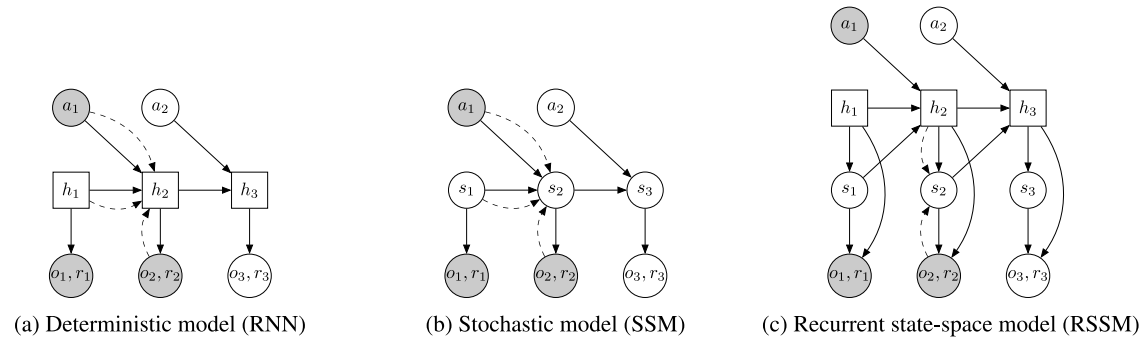 a₁ a₂
h₁ h₂ h₃
o₁, r₁ o₂, r₂ o₃, r₃
(a) Deterministic model (RNN)
a₁ a₂
s₁ s₂ s₃
o₁, r₁ o₂, r₂ o₃, r₃
(b) Stochastic model (SSM)
a₁ a₂
h₁ h₂ h₃
s₁ s₂ s₃
o₁, r₁ o₂, r₂ o₃, r₃
(c) Recurrent state-space model (RSSM)